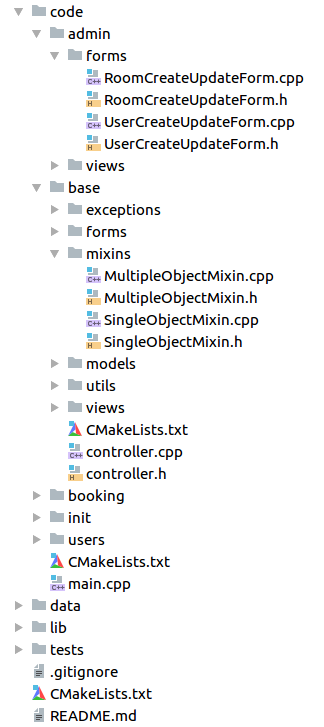 code
admin
forms
RoomCreateUpdateForm.cpp
RoomCreateUpdateForm.h
UserCreateUpdateForm.cpp
UserCreateUpdateForm.h
views
base
exceptions
forms
mixins
MultipleObjectMixin.cpp
MultipleObjectMixin.h
SingleObjectMixin.cpp
SingleObjectMixin.h
models
utils
views
CMakeLists.txt
controller.cpp
controller.h
booking
init
users
CMakeLists.txt
main.cpp
data
lib
tests
.gitignore
CMakeLists.txt
README.md